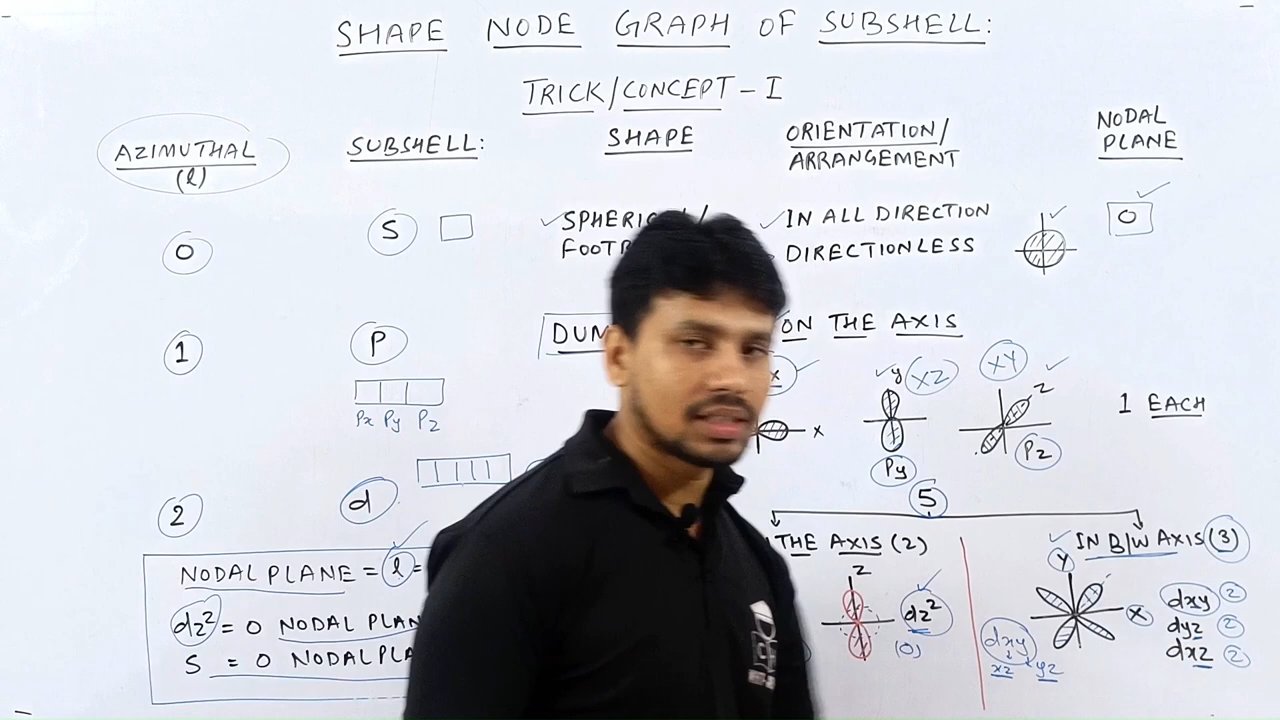 SHAPE NODE GRAPH OF SUBSHELL:
TRICK/CONCEPT - I
AZIMUTHAL (l)
SUBSHELL:
SHAPE
ORIENTATION/
ARRANGEMENT
NODAL
PLANE
0
S
IN ALL DIRECTION
DIRECTIONLESS
0
1
P
Px Py Pz
ON THE AXIS
x
x
y
XZ
Py
XY
Z
Pz
1 EACH
2
d
5
THE AXIS (2)
IN B/W AXIS (3)
Z
dz²
(0)
Y
X
dxy
xz yz
dxy 2
dyz 2
dxz 2
NODAL PLANE = l =
dz² = 0 NODAL
S = 0 NODAL